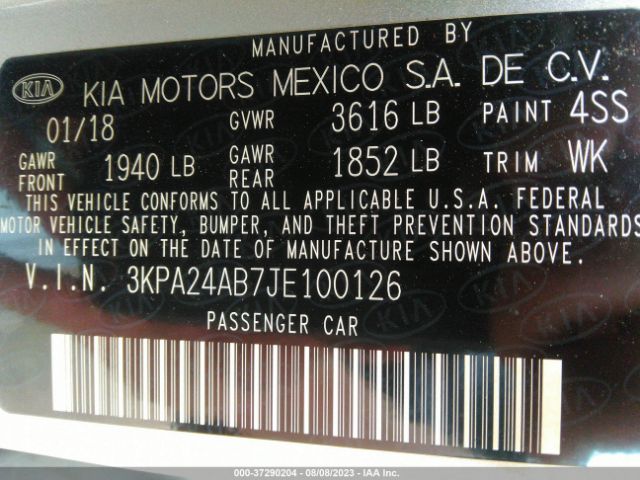 MANUFACTURED BY
KIA KIA MOTORS MEXICO S.A. DE C.V.
01/18 GVWR 3616 LB PAINT 4SS
GAWR FRONT 1940 LB GAWR REAR 1852 LB TRIM WK
THIS VEHICLE CONFORMS TO ALL APPLICABLE U.S.A. FEDERAL
MOTOR VEHICLE SAFETY, BUMPER, AND THEFT PREVENTION STANDARDS
IN EFFECT ON THE DATE OF MANUFACTURE SHOWN ABOVE.
V.I.N. 3KPA24AB7JE100126
PASSENGER CAR
000-37290204 - 08/08/2023 - IAA Inc.